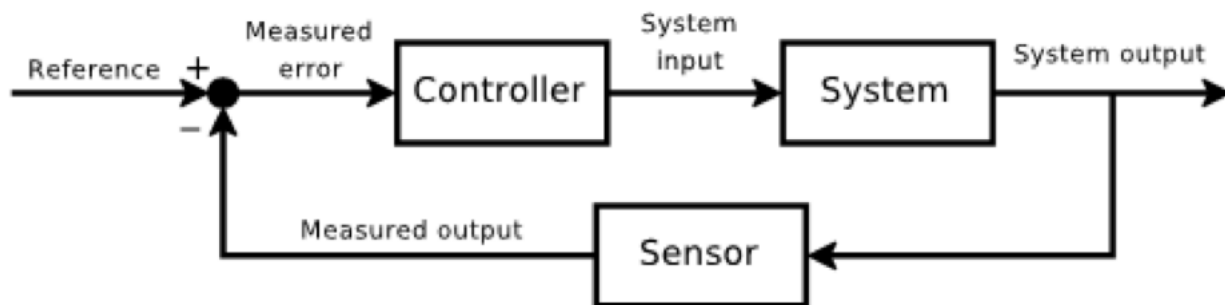 Reference
+
−
Measured
error
Controller
System
input
System
System output
Measured output
Sensor